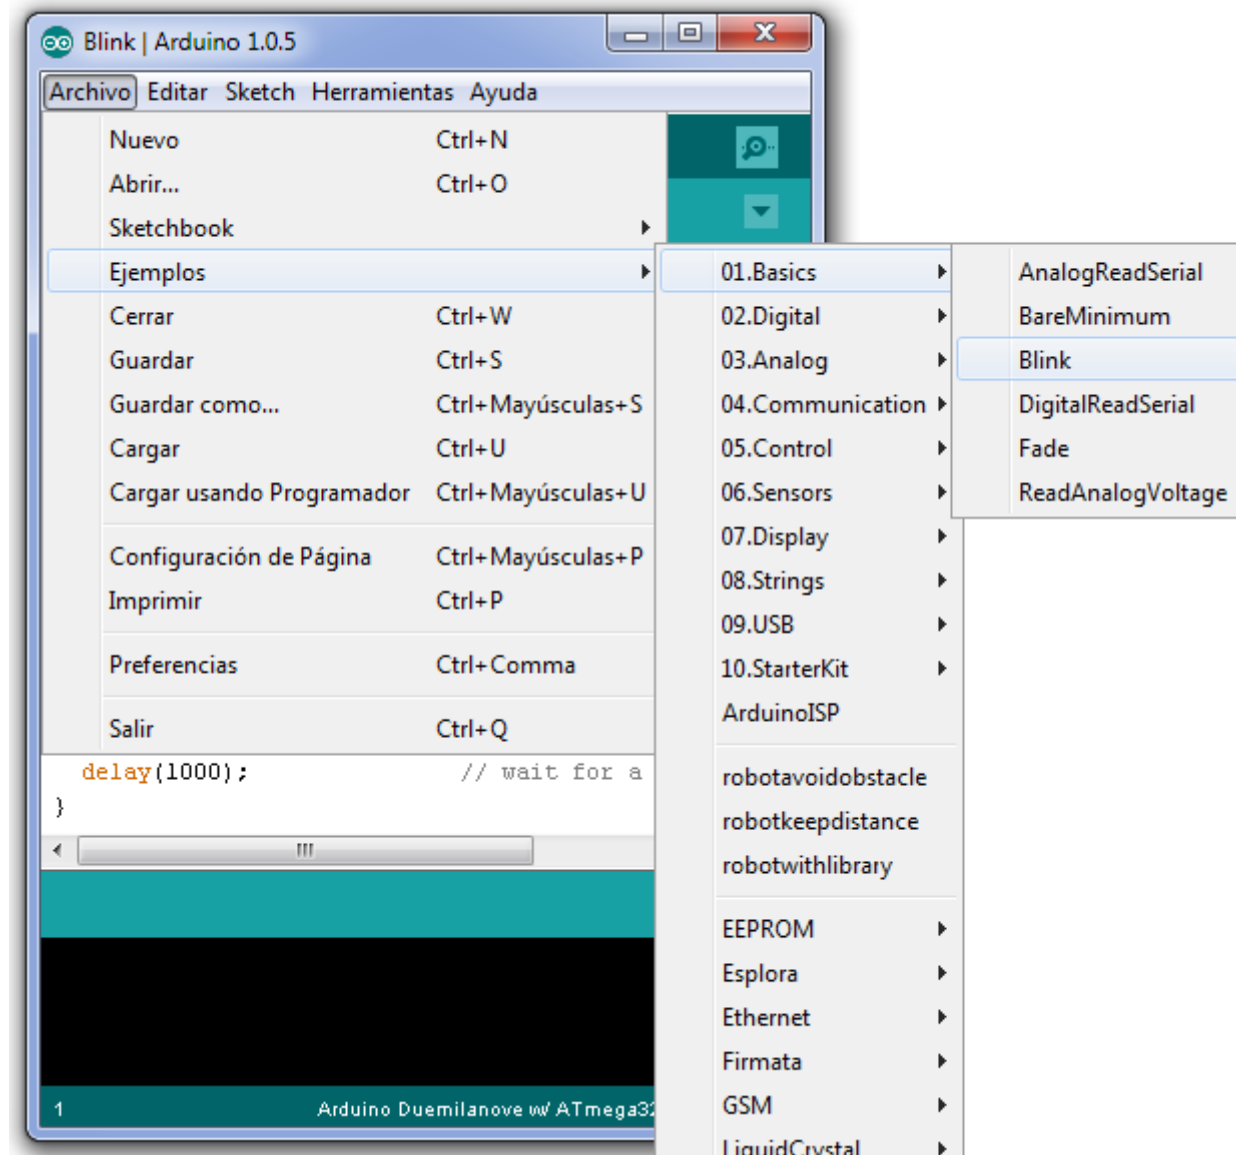 Blink | Arduino 1.0.5
Archivo Editar Sketch Herramientas Ayuda
Nuevo Ctrl+N
Abrir... Ctrl+O
Sketchbook
Ejemplos
Cerrar Ctrl+W
Guardar Ctrl+S
Guardar como... Ctrl+Mayúsculas+S
Cargar Ctrl+U
Cargar usando Programador Ctrl+Mayúsculas+U
Configuración de Página Ctrl+Mayúsculas+P
Imprimir Ctrl+P
Preferencias Ctrl+Comma
Salir Ctrl+Q
delay(1000); // wait for a
}
1 Arduino Duemilanove w/ ATmega32
01.Basics
02.Digital
03.Analog
04.Communication
05.Control
06.Sensors
07.Display
08.Strings
09.USB
10.StarterKit
ArduinoISP
robotavoidobstacle
robotkeepdistance
robotwithlibrary
EEPROM
Esplora
Ethernet
Firmata
GSM
LiquidCrystal
AnalogReadSerial
BareMinimum
Blink
DigitalReadSerial
Fade
ReadAnalogVoltage